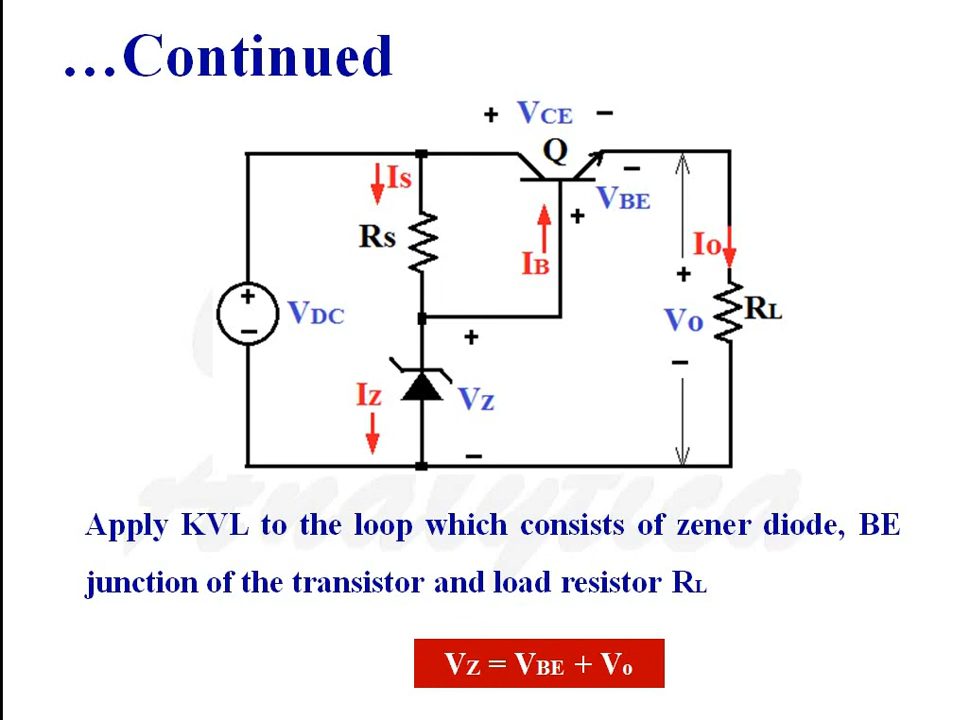 ...Continued
+ VCE −
Q
Is
−
VBE
+
Rs
IB
Io
+
+
VDC
−
Vo
RL
+
−
Iz
Vz
−
Analytica
Apply KVL to the loop which consists of zener diode, BE
junction of the transistor and load resistor RL
VZ = VBE + Vo